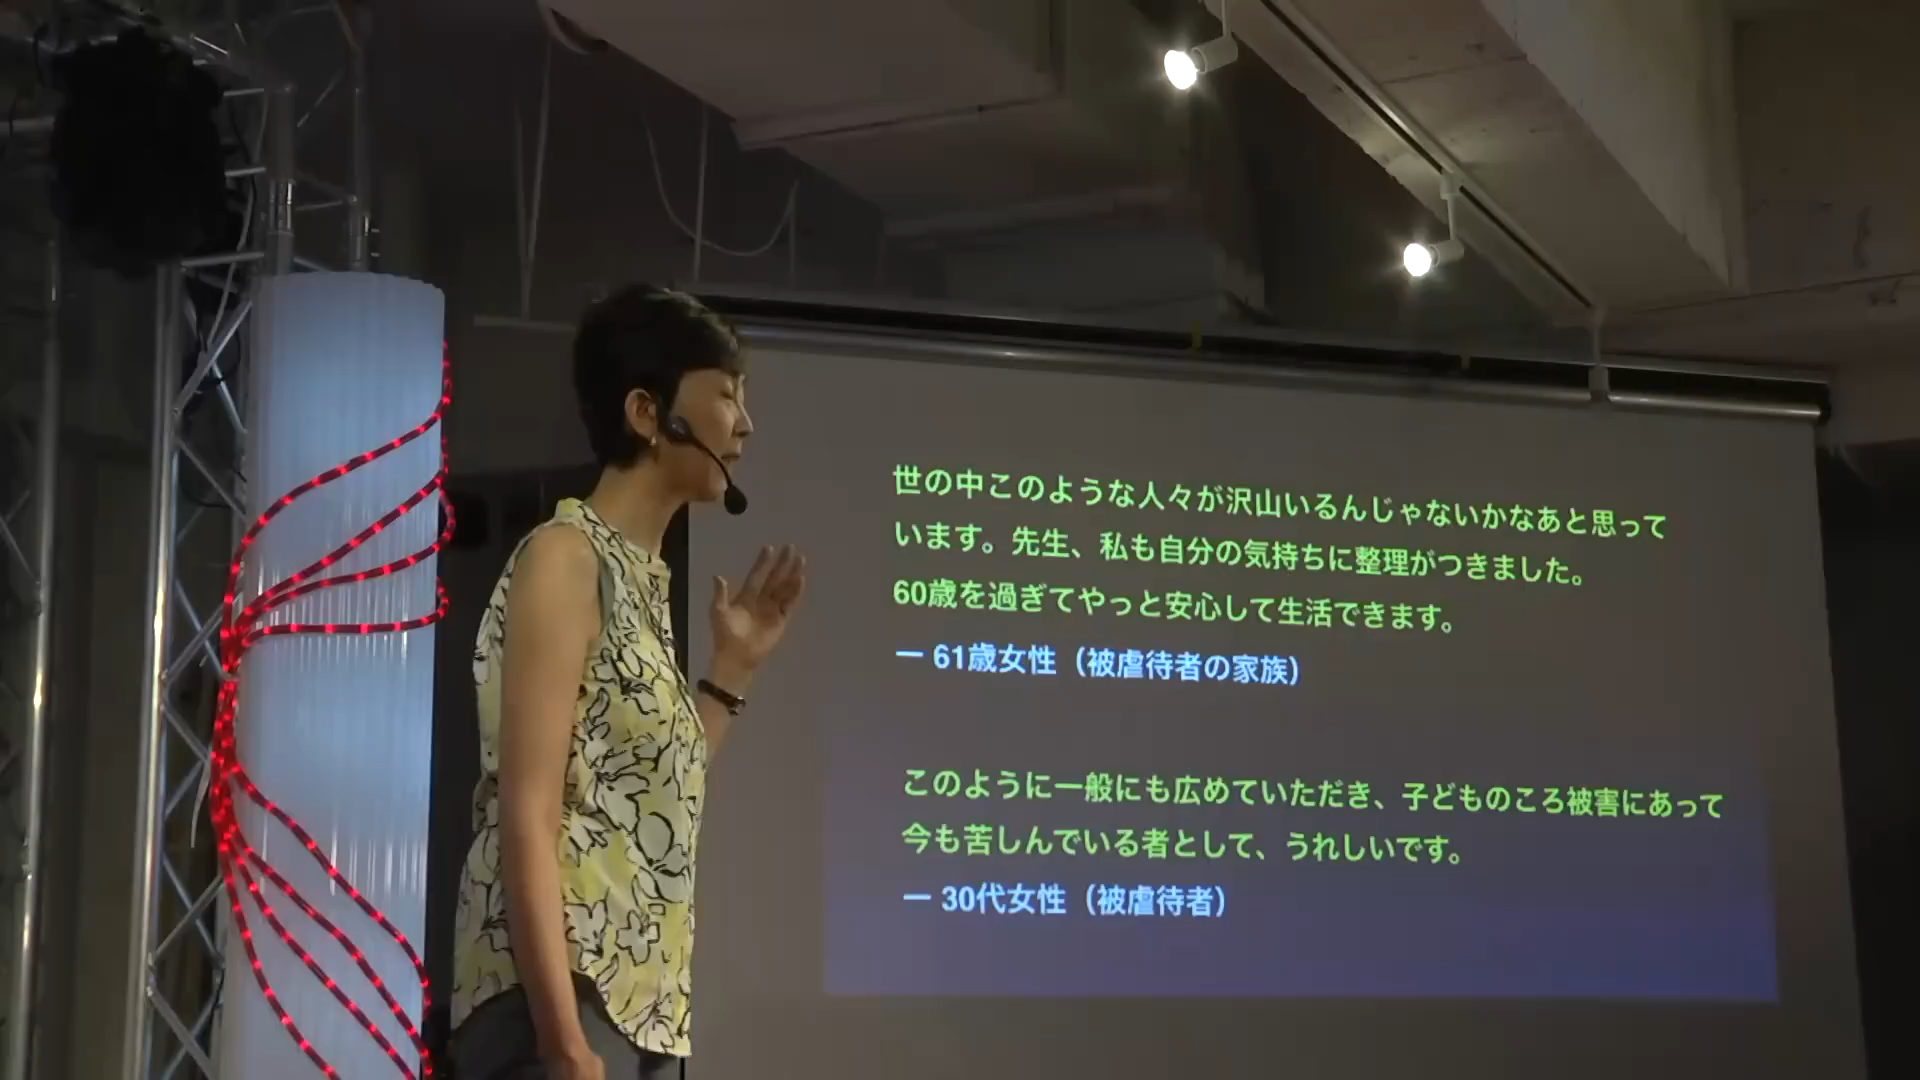 世の中このような人々が沢山いるんじゃないかなあと思って
います。先生、私も自分の気持ちに整理がつきました。
60歳を過ぎてやっと安心して生活できます。
— 61歳女性（被虐待者の家族）
このように一般にも広めていただき、子どものころ被害にあって
今も苦しんでいる者として、うれしいです。
— 30代女性（被虐待者）